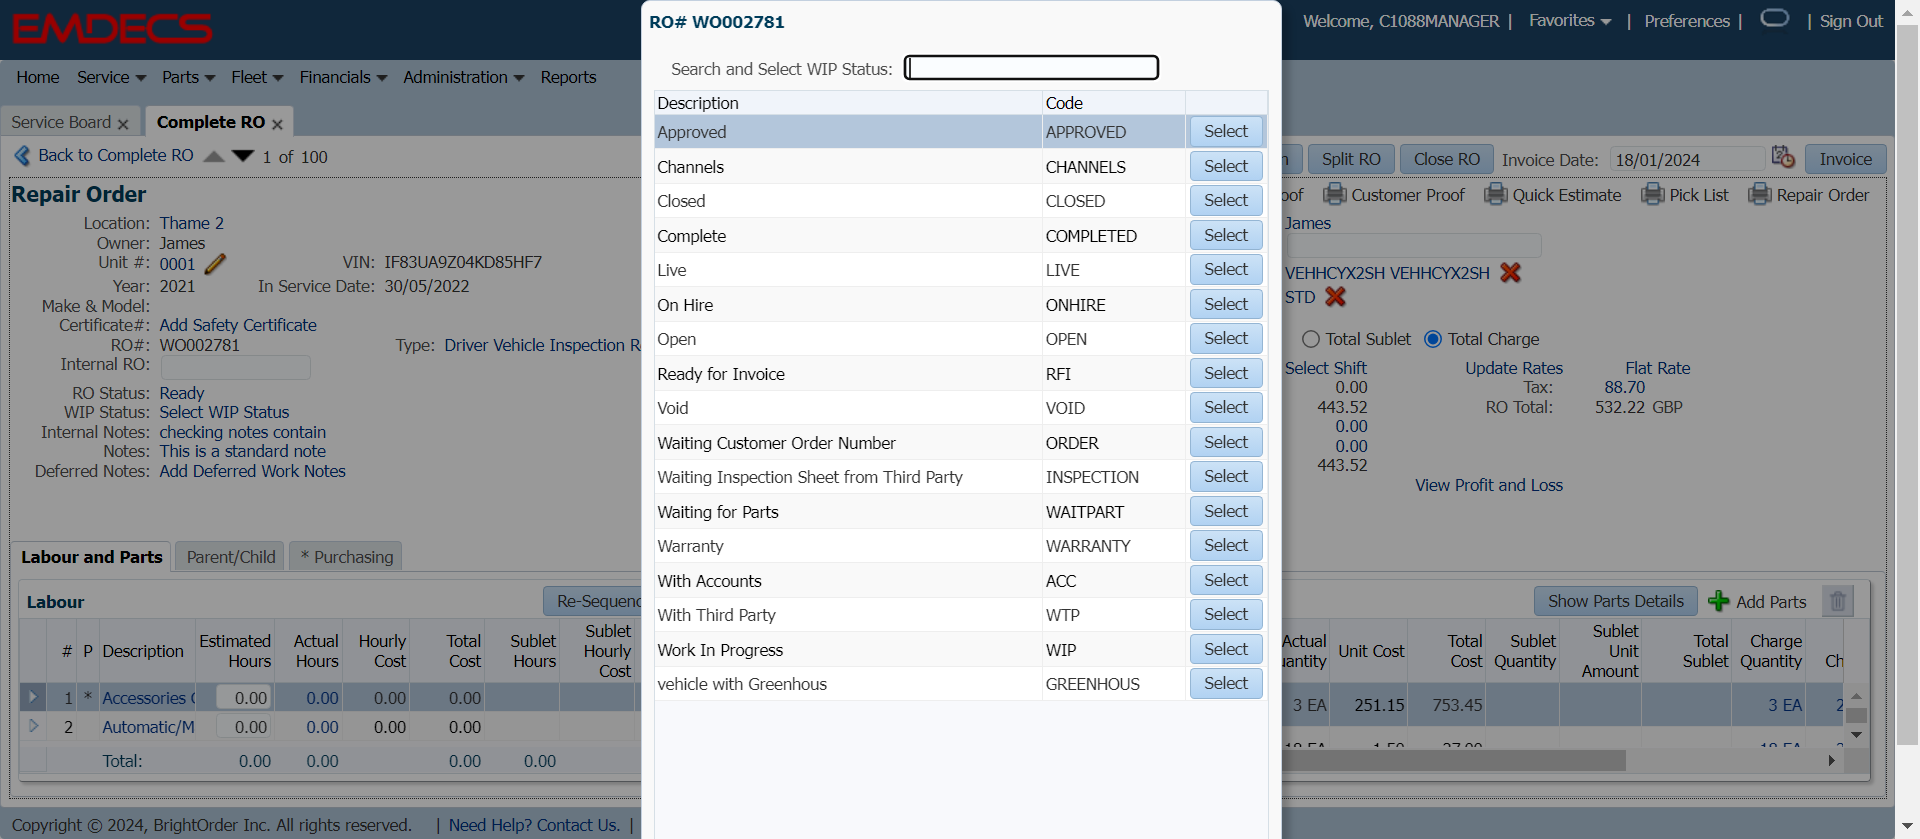 EMDECS
Welcome, C1088MANAGER | Favorites | Preferences | | Sign Out
Home Service Parts Fleet Financials Administration Reports
Service Board Complete RO
Back to Complete RO 1 of 100
Split RO Close RO Invoice Date: 18/01/2024 Invoice
Customer Proof Quick Estimate Pick List Repair Order
Repair Order
Location: Thame 2
Owner: James
Unit #: 0001 VIN: IF83UA9Z04KD85HF7
Year: 2021 In Service Date: 30/05/2022
Make & Model:
Certificate#: Add Safety Certificate
RO#: WO002781 Type: Driver Vehicle Inspection R
Internal RO:
RO Status: Ready
WIP Status: Select WIP Status
Internal Notes: checking notes contain
Notes: This is a standard note
Deferred Notes: Add Deferred Work Notes
RO# WO002781
Search and Select WIP Status:
Description Code
Approved APPROVED Select
Channels CHANNELS Select
Closed CLOSED Select
Complete COMPLETED Select
Live LIVE Select
On Hire ONHIRE Select
Open OPEN Select
Ready for Invoice RFI Select
Void VOID Select
Waiting Customer Order Number ORDER Select
Waiting Inspection Sheet from Third Party INSPECTION Select
Waiting for Parts WAITPART Select
Warranty WARRANTY Select
With Accounts ACC Select
With Third Party WTP Select
Work In Progress WIP Select
vehicle with Greenhous GREENHOUS Select
James
VEHHCYX2SH VEHHCYX2SH
STD
Total Sublet Total Charge
Select Shift Update Rates Flat Rate
0.00 Tax: 88.70
443.52 RO Total: 532.22 GBP
0.00
0.00
443.52
View Profit and Loss
Labour and Parts Parent/Child * Purchasing
Labour Re-Sequenc
# P Description Estimated Hours Actual Hours Hourly Cost Total Cost Sublet Hours Sublet Hourly Cost
1 * Accessories 0.00 0.00 0.00 0.00
2 Automatic/M 0.00 0.00 0.00 0.00
Total: 0.00 0.00 0.00 0.00
Show Parts Details Add Parts
Actual Unit Cost Total Cost Sublet Quantity Sublet Unit Amount Total Sublet Charge Quantity Ch
3 EA 251.15 753.45 3 EA 2
Copyright © 2024, BrightOrder Inc. All rights reserved. | Need Help? Contact Us. |